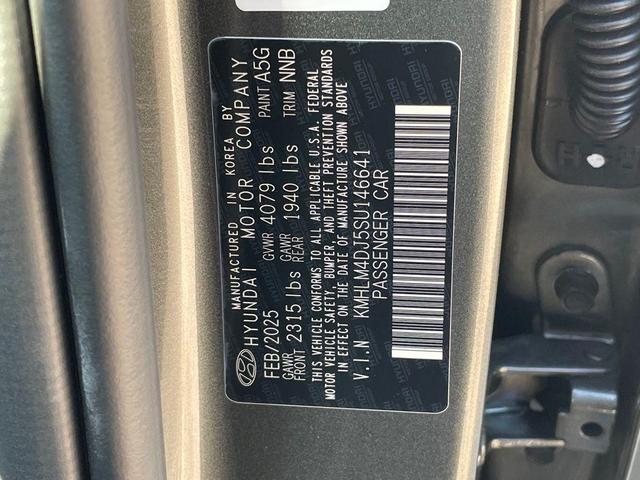 MANUFACTURED IN KOREA BY
HYUNDAI MOTOR COMPANY
FEB/2025 GVWR 4079 lbs PAINT A5G
GAWR FRONT 2315 lbs GAWR REAR 1940 lbs TRIM NNB
THIS VEHICLE CONFORMS TO ALL APPLICABLE U.S.A. FEDERAL
MOTOR VEHICLE SAFETY, BUMPER, AND THEFT PREVENTION STANDARDS
IN EFFECT ON THE DATE OF MANUFACTURE SHOWN ABOVE
V.I.N KMHLM4DJ5SU146641
PASSENGER CAR